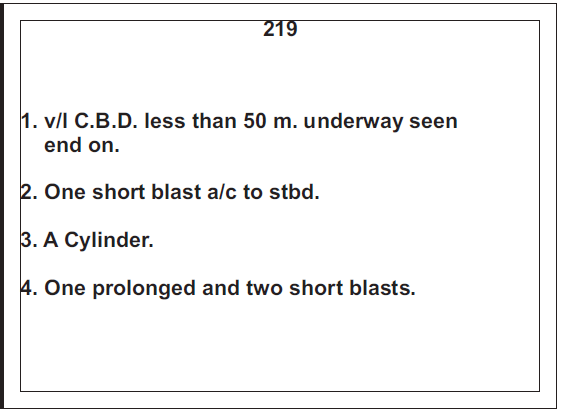 219
1. v/l C.B.D. less than 50 m. underway seen
end on.
2. One short blast a/c to stbd.
3. A Cylinder.
4. One prolonged and two short blasts.